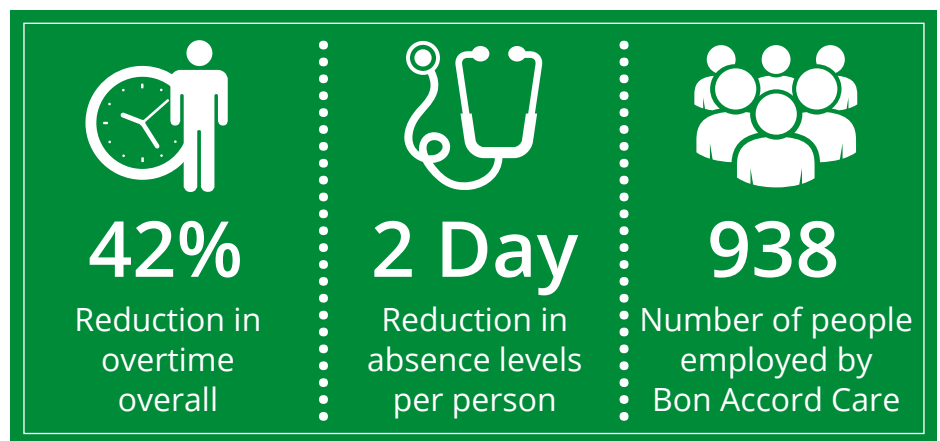 42%
Reduction in
overtime
overall
2 Day
Reduction in
absence levels
per person
938
Number of people
employed by
Bon Accord Care